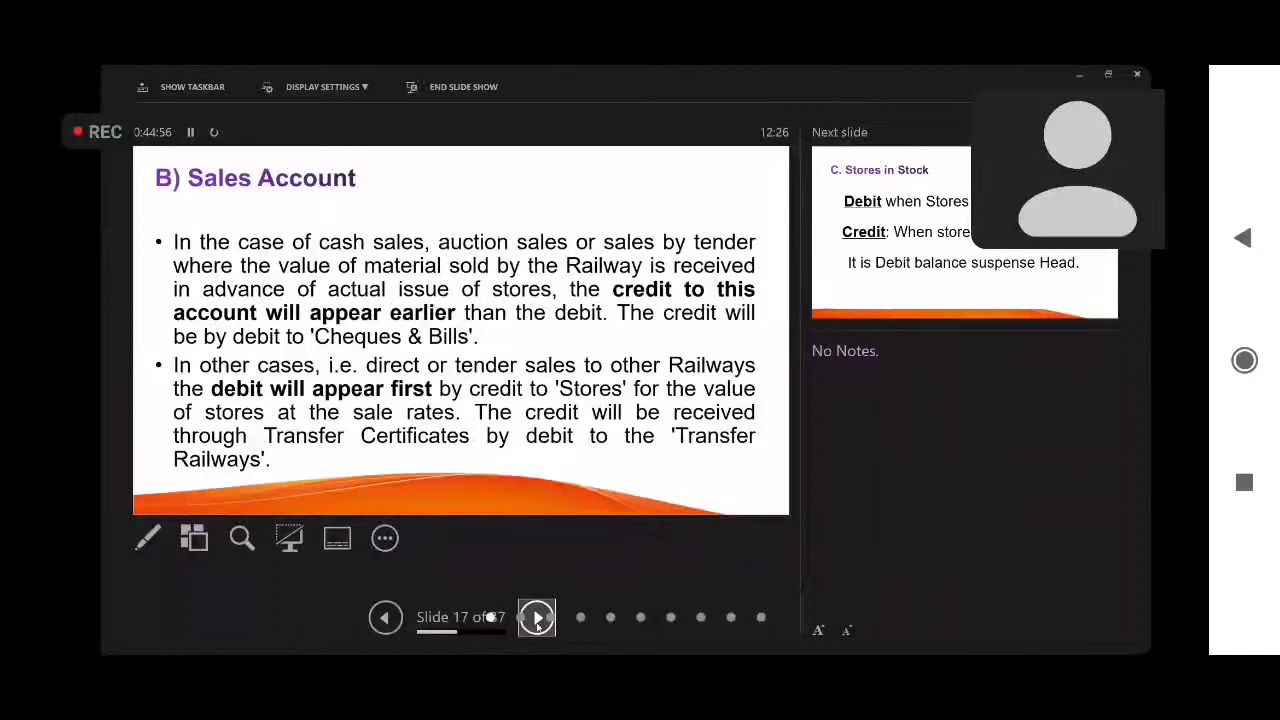 SHOW TASKBAR
DISPLAY SETTINGS ▼
END SLIDE SHOW
REC
0:44:56
12:26
Next slide
B) Sales Account
• In the case of cash sales, auction sales or sales by tender
where the value of material sold by the Railway is received
in advance of actual issue of stores, the credit to this
account will appear earlier than the debit. The credit will
be by debit to 'Cheques & Bills'.
• In other cases, i.e. direct or tender sales to other Railways
the debit will appear first by credit to 'Stores' for the value
of stores at the sale rates. The credit will be received
through Transfer Certificates by debit to the 'Transfer
Railways'.
C. Stores in Stock
Debit when Stores
Credit: When store
It is Debit balance suspense Head.
No Notes.
Slide 17 of 37
A A